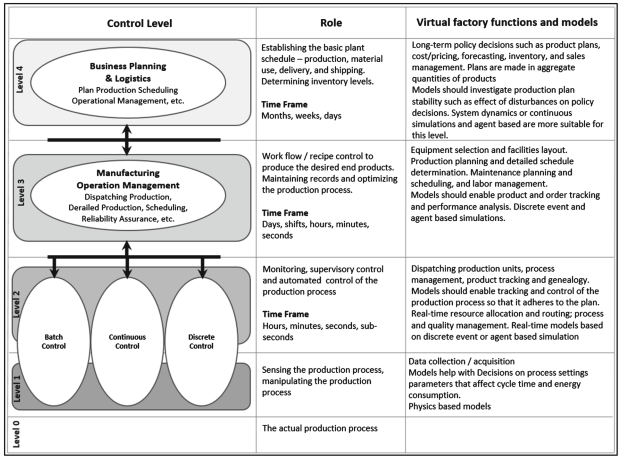 Control Level
Role
Virtual factory functions and models
Level 4
Business Planning
& Logistics
Plan Production Scheduling
Operational Management, etc.
Establishing the basic plant
schedule – production, material
use, delivery, and shipping.
Determining inventory levels.
Time Frame
Months, weeks, days
Long-term policy decisions such as product plans,
cost/pricing, forecasting, inventory, and sales
management. Plans are made in aggregate
quantities of products
Models should investigate production plan
stability such as effect of disturbances on policy
decisions. System dynamics or continuous
simulations and agent based are more suitable for
this level.
Level 3
Manufacturing
Operation Management
Dispatching Production,
Derailed Production, Scheduling,
Reliability Assurance, etc.
Work flow / recipe control to
produce the desired end products.
Maintaining records and optimizing
the production process.
Time Frame
Days, shifts, hours, minutes,
seconds
Equipment selection and facilities layout.
Production planning and detailed schedule
determination. Maintenance planning and
scheduling, and labor management.
Models should enable product and order tracking
and performance analysis. Discrete event and
agent based simulations.
Level 2
Batch
Control
Continuous
Control
Discrete
Control
Monitoring, supervisory control
and automated control of the
production process
Time Frame
Hours, minutes, seconds, sub-
seconds
Dispatching production units, process
management, product tracking and genealogy.
Models should enable tracking and control of the
production process so that it adheres to the plan.
Real-time resource allocation and routing; process
and quality management. Real-time models based
on discrete event or agent based simulation
Level 1
Sensing the production process,
manipulating the production
process
Data collection / acquisition
Models help with Decisions on process settings
parameters that affect cycle time and energy
consumption.
Physics based models
Level 0
The actual production process